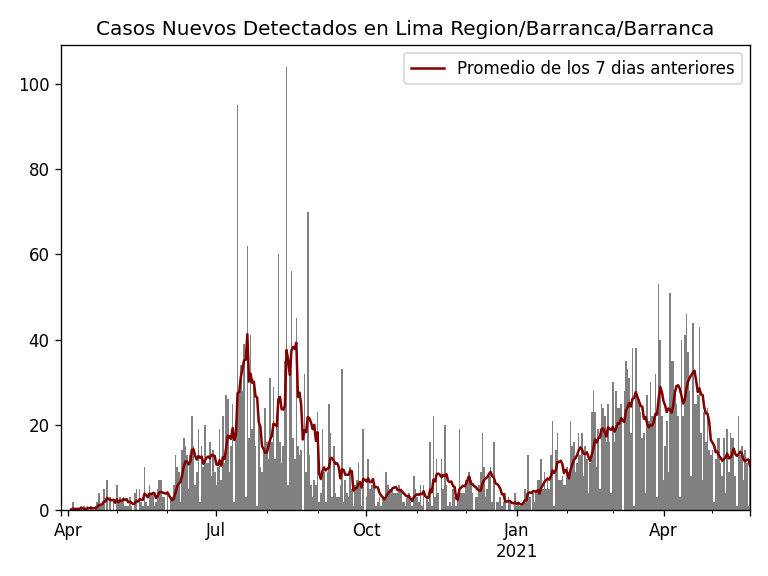 Casos Nuevos Detectados en Lima Region/Barranca/Barranca
Promedio de los 7 dias anteriores
100
80
60
40
20
0
Apr Jul Oct Jan Apr
2021